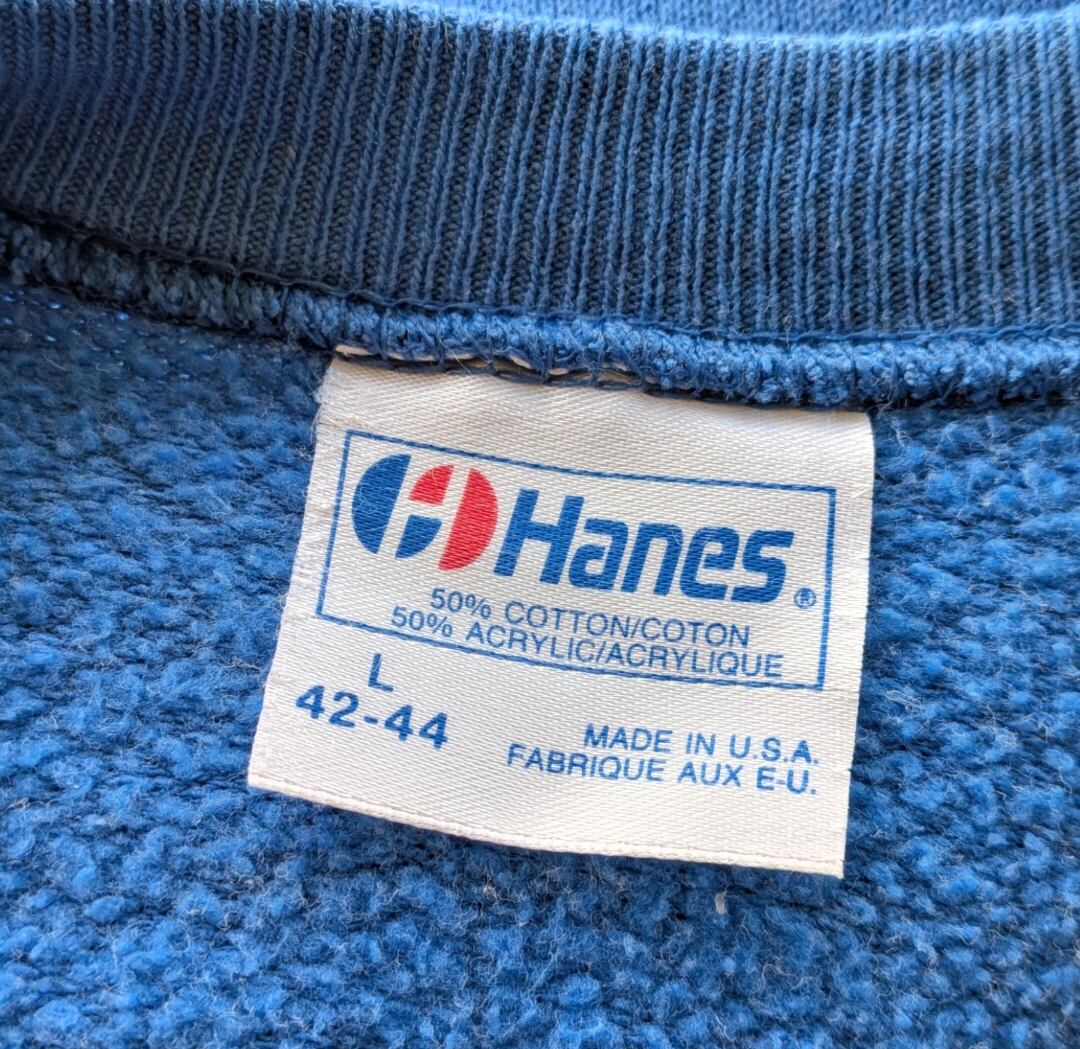 H Hanes®
50% COTTON/COTON
50% ACRYLIC/ACRYLIQUE
L
42-44
MADE IN U.S.A.
FABRIQUE AUX E-U.